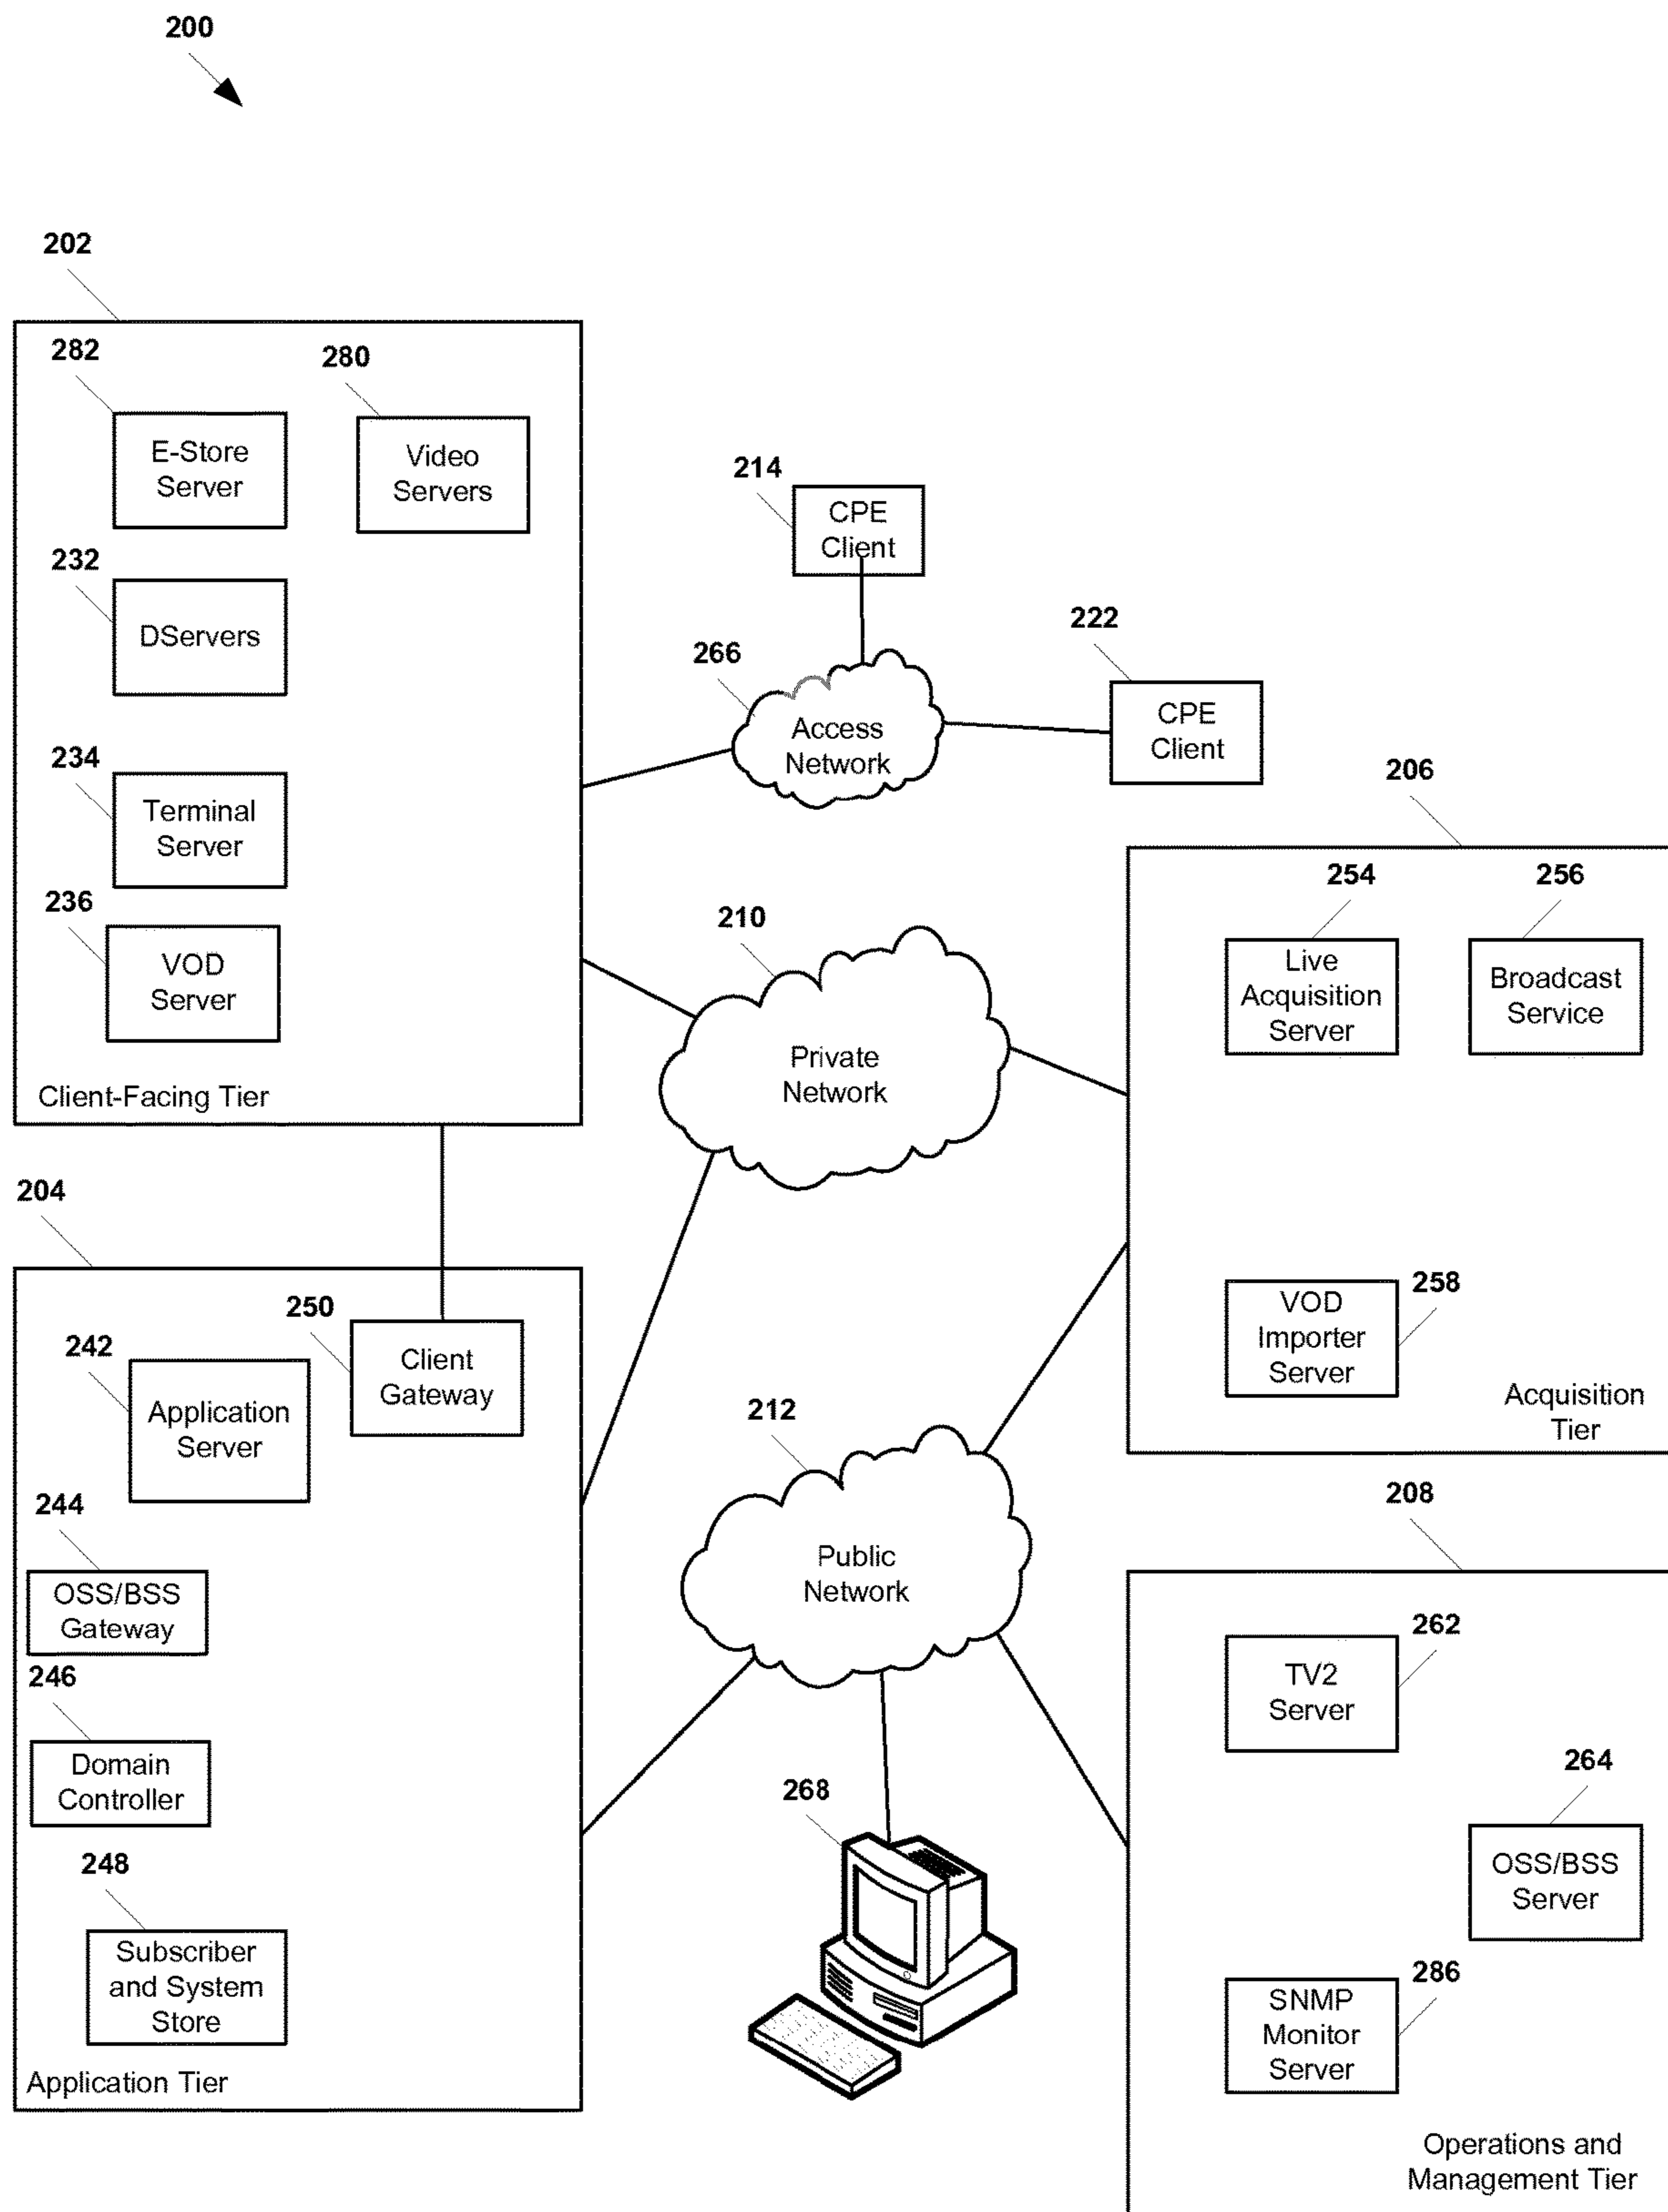 200
202
282
280
E-Store
Server
Video
Servers
232
DServers
234
Terminal
Server
236
VOD
Server
Client-Facing Tier
214
CPE
Client
222
CPE
Client
266
Access
Network
210
Private
Network
206
254
256
Live
Acquisition
Server
Broadcast
Service
258
VOD
Importer
Server
Acquisition
Tier
204
250
Client
Gateway
242
Application
Server
244
OSS/BSS
Gateway
246
Domain
Controller
248
Subscriber
and System
Store
Application Tier
212
Public
Network
268
208
262
TV2
Server
264
OSS/BSS
Server
286
SNMP
Monitor
Server
Operations and
Management Tier